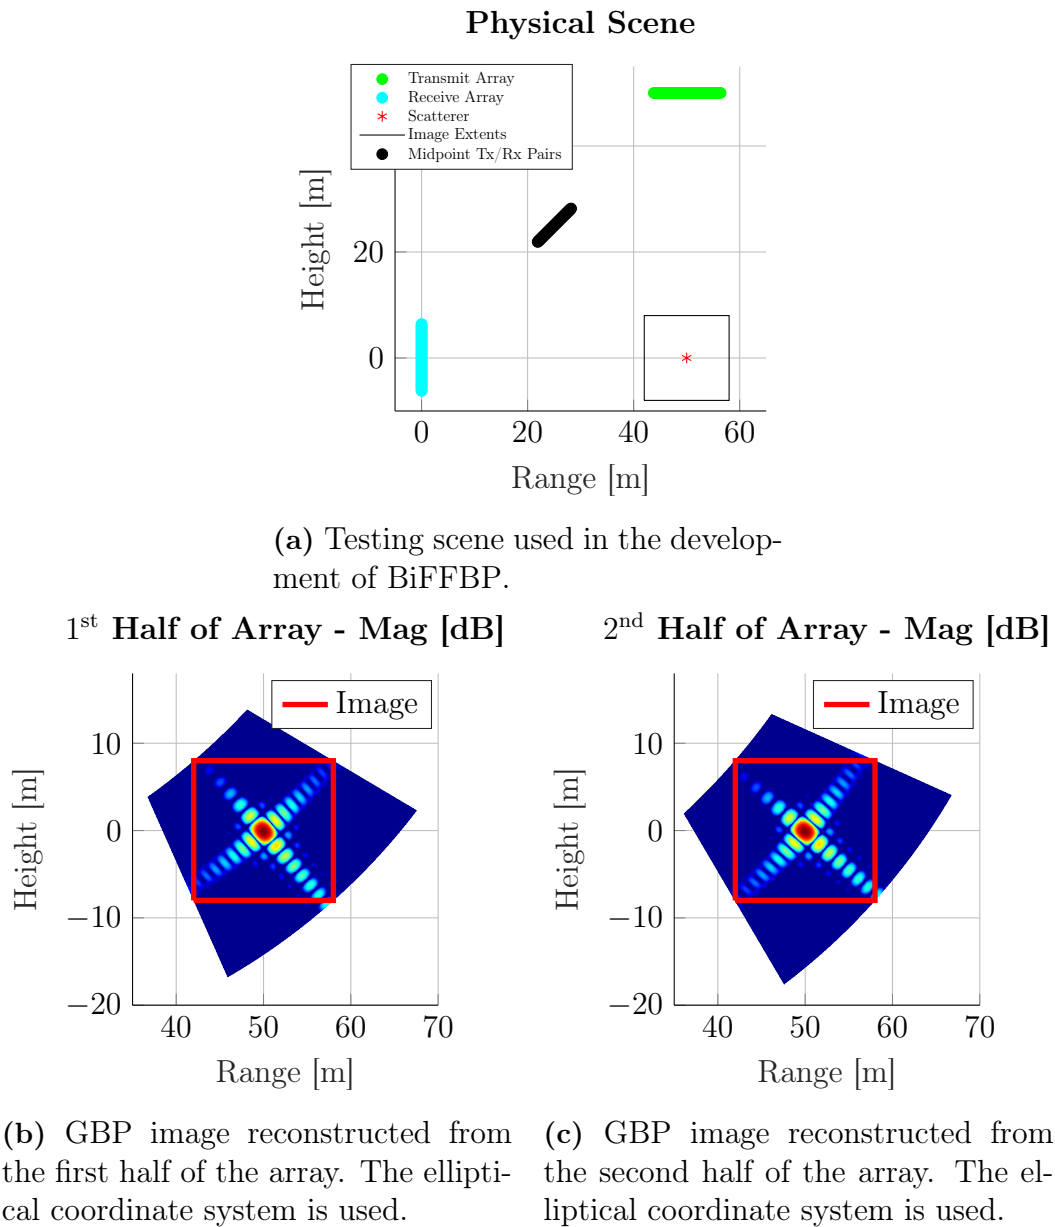 Physical Scene
Transmit Array
Receive Array
Scatterer
Image Extents
Midpoint Tx/Rx Pairs
Height [m]
20
0
0 20 40 60
Range [m]
(a) Testing scene used in the develop-
ment of BiFFBP.
1st Half of Array - Mag [dB]
Image
Height [m]
10
0
−10
−20
40 50 60 70
Range [m]
2nd Half of Array - Mag [dB]
Image
Height [m]
10
0
−10
−20
40 50 60 70
Range [m]
(b) GBP image reconstructed from
the first half of the array. The ellipti-
cal coordinate system is used.
(c) GBP image reconstructed from
the second half of the array. The el-
liptical coordinate system is used.